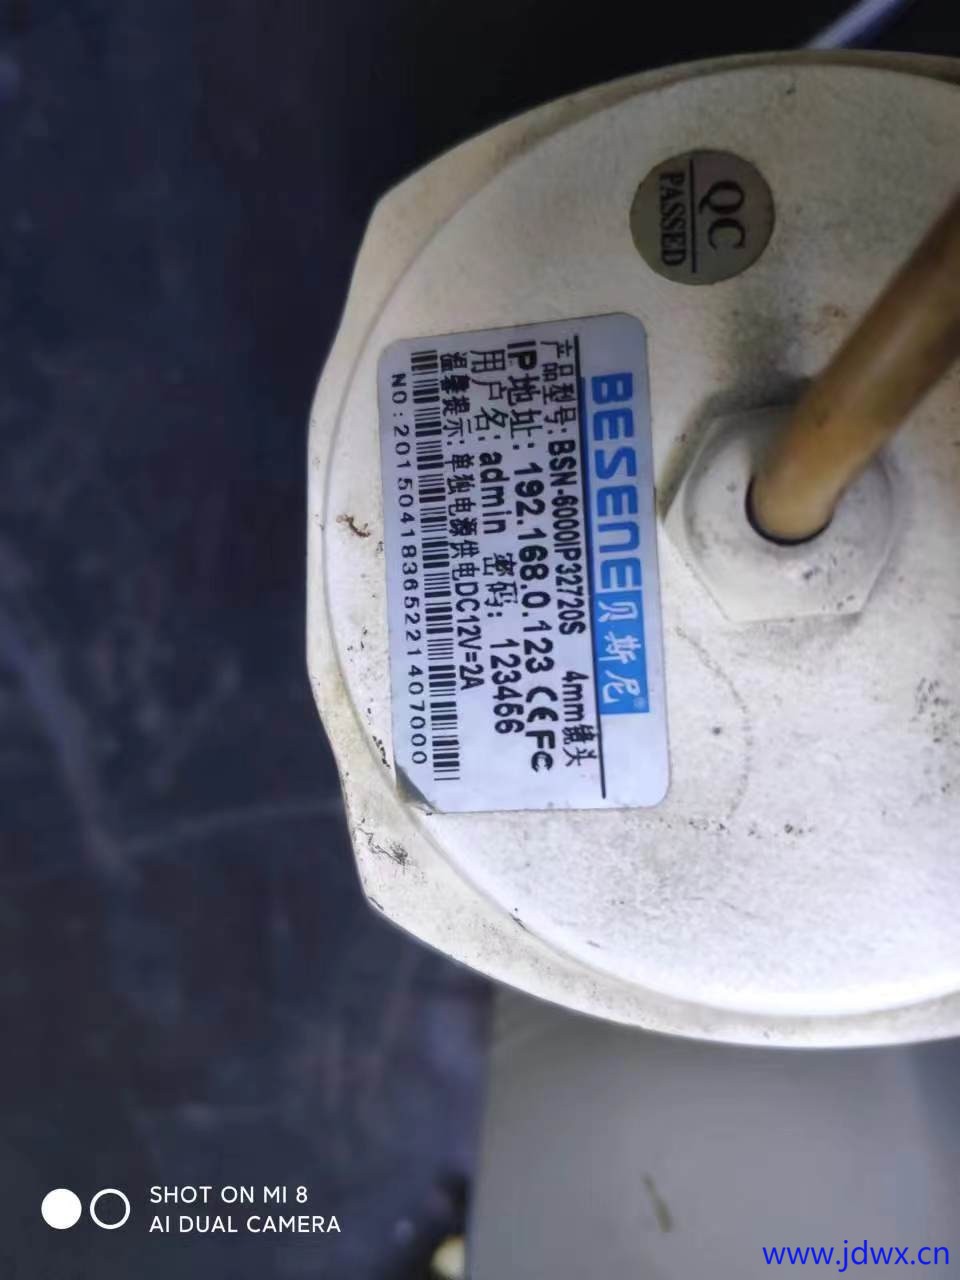 QC
PASSED
BESENE贝斯尼®
产品型号: BSN-6000IP32720S 4mm镜头
IP地址: 192.168.0.123 CE FC
用户名: admin 密码: 123456
温馨提示: 单独电源供电DC12V=2A
NO:20150418365221407000
SHOT ON MI 8
AI DUAL CAMERA
www.jdwx.cn